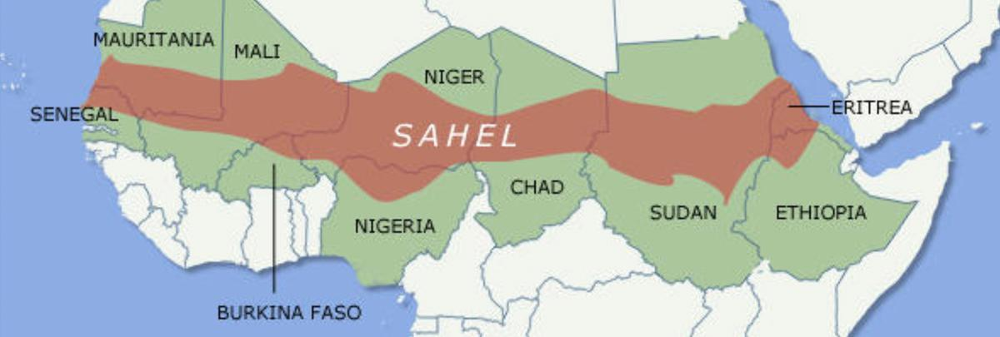 MAURITANIA
MALI
NIGER
SENEGAL
ERITREA
SAHEL
CHAD
SUDAN
ETHIOPIA
NIGERIA
BURKINA FASO